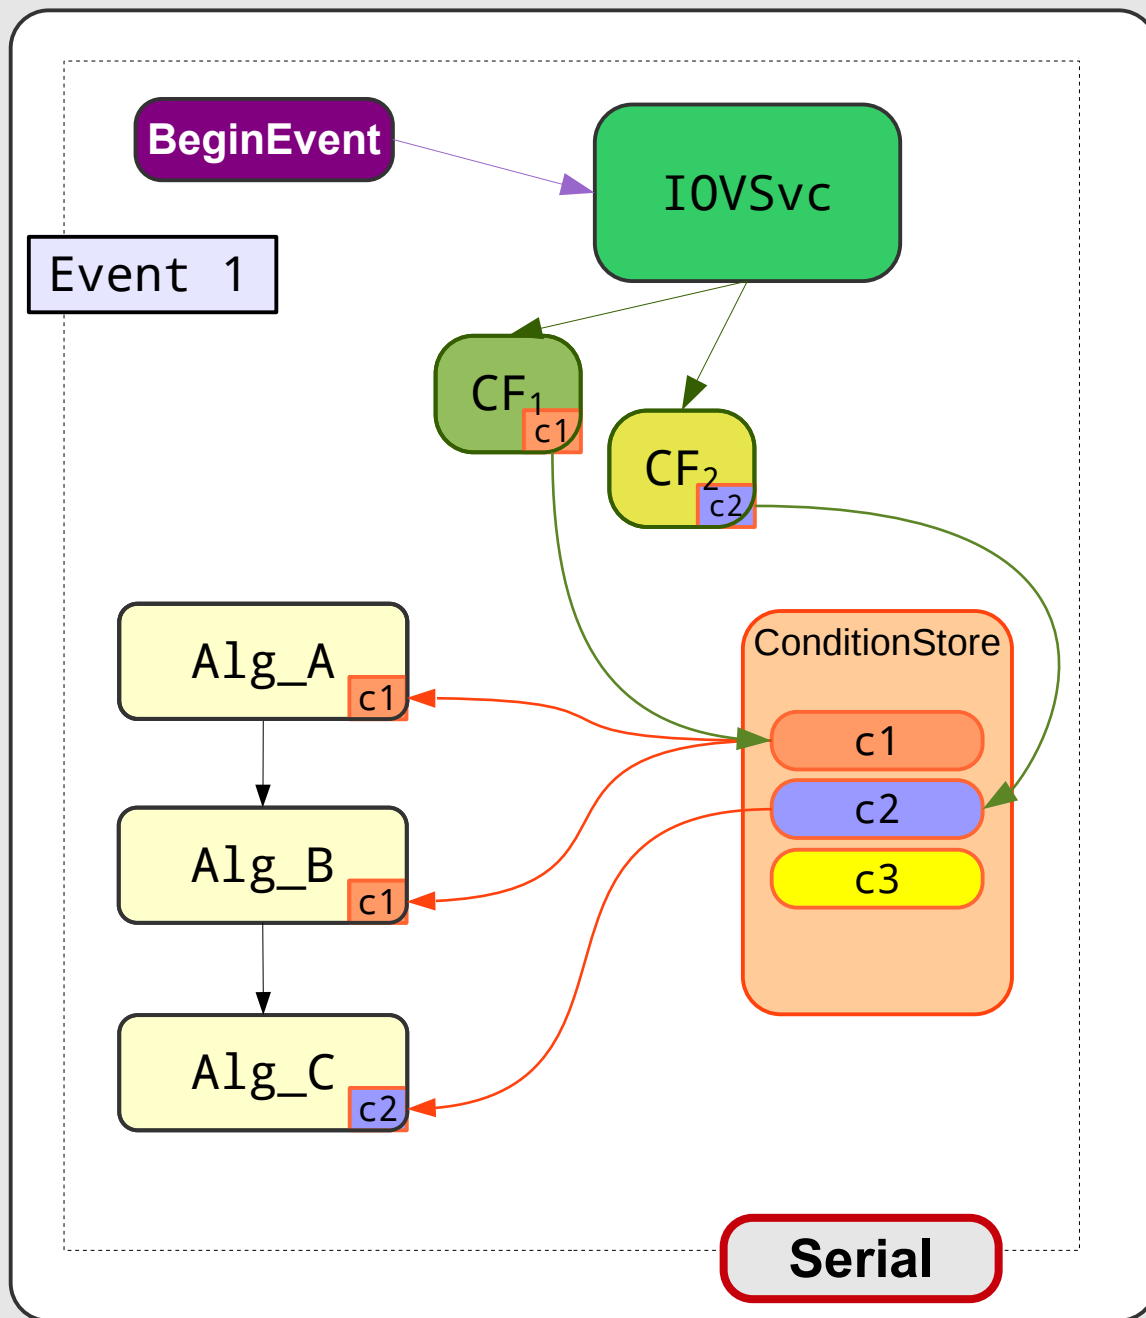 BeginEvent
IOVSvc
Event 1
CF₁
c1
CF₂
c2
Alg_A
c1
ConditionStore
c1
c2
c3
Alg_B
c1
Alg_C
c2
Serial